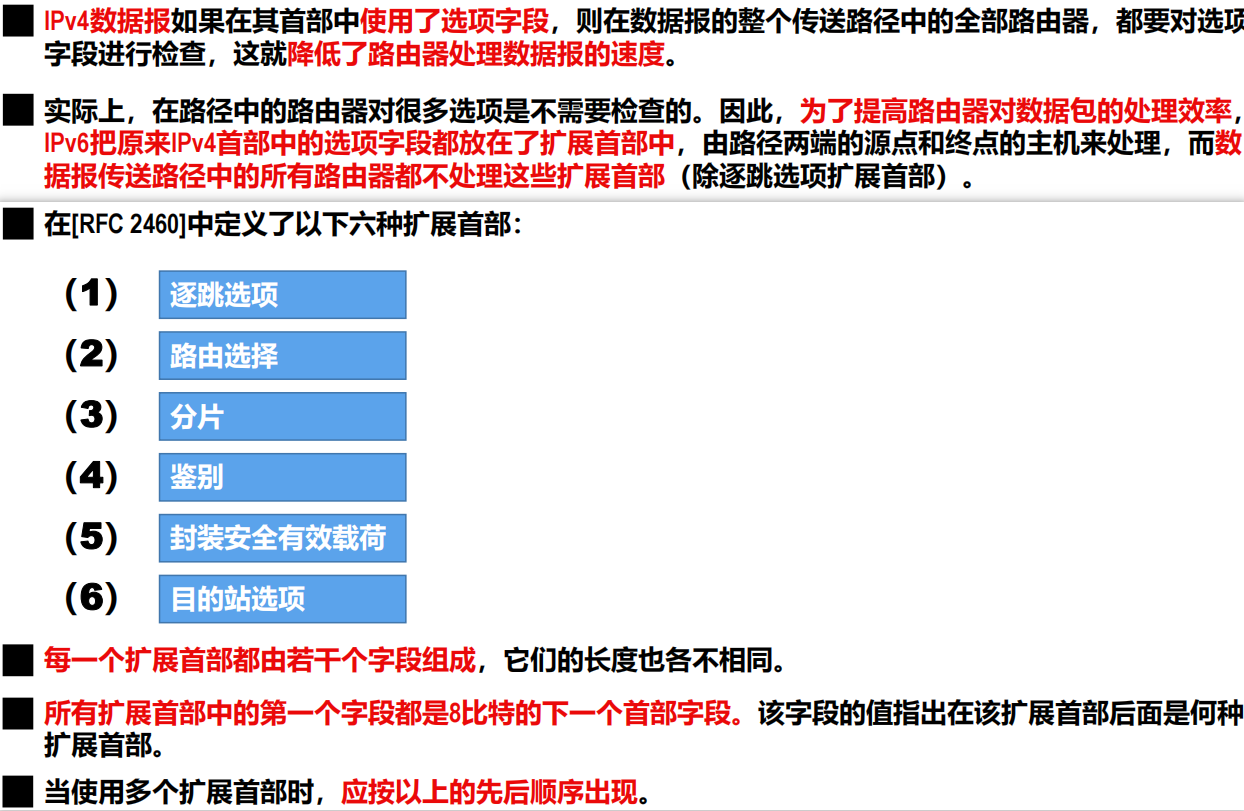 IPv4数据报如果在其首部中使用了选项字段，则在数据报的整个传送路径中的全部路由器，都要对选项
字段进行检查，这就降低了路由器处理数据报的速度。
实际上，在路径中的路由器对很多选项是不需要检查的。因此，为了提高路由器对数据包的处理效率，
IPv6把原来IPv4首部中的选项字段都放在了扩展首部中，由路径两端的源点和终点的主机来处理，而数
据报传送路径中的所有路由器都不处理这些扩展首部（除逐跳选项扩展首部）。
在[RFC 2460]中定义了以下六种扩展首部：
（1） 逐跳选项
（2） 路由选择
（3） 分片
（4） 鉴别
（5） 封装安全有效载荷
（6） 目的站选项
每一个扩展首部都由若干个字段组成，它们的长度也各不相同。
所有扩展首部中的第一个字段都是8比特的下一个首部字段。该字段的值指出在该扩展首部后面是何种
扩展首部。
当使用多个扩展首部时，应按以上的先后顺序出现。